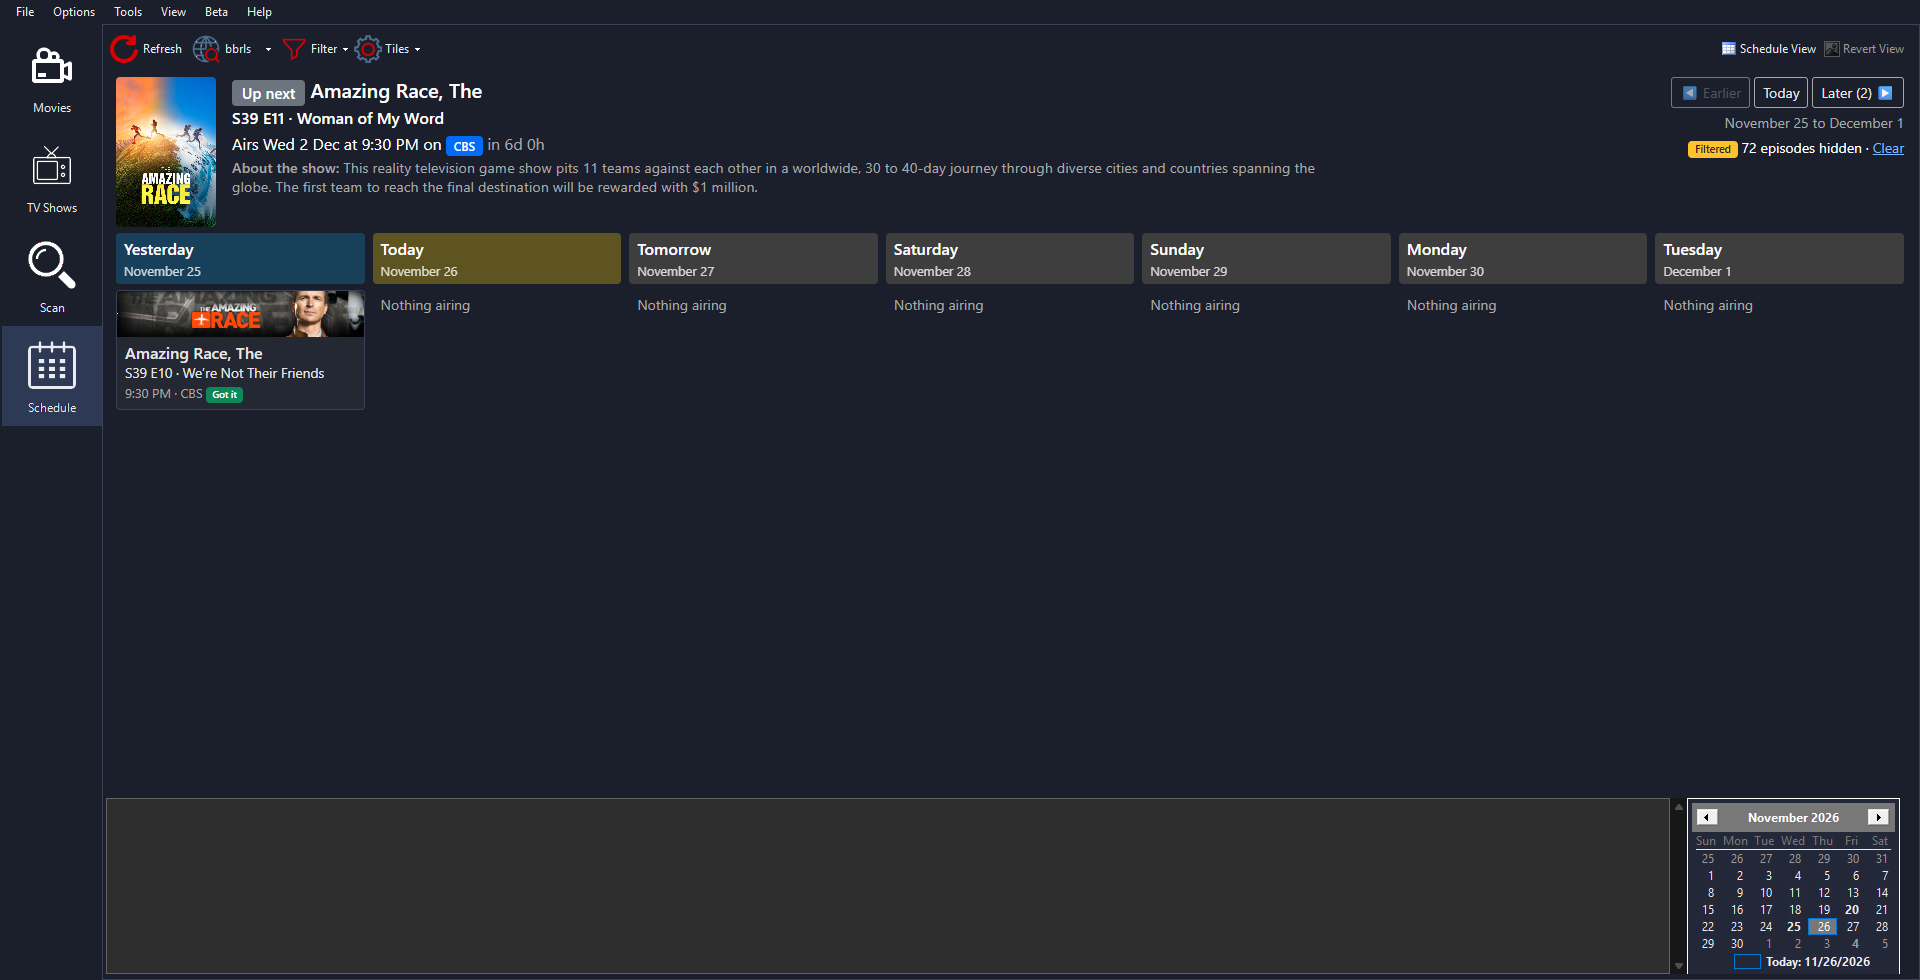 File Options Tools View Beta Help
Refresh bbrls Filter Tiles
Schedule View Revert View
Movies
TV Shows
Scan
Schedule
THE AMAZING RACE
Up next Amazing Race, The
S39 E11 · Woman of My Word
Airs Wed 2 Dec at 9:30 PM on CBS in 6d 0h
About the show: This reality television game show pits 11 teams against each other in a worldwide, 30 to 40-day journey through diverse cities and countries spanning the
globe. The first team to reach the final destination will be rewarded with $1 million.
Earlier Today Later (2)
November 25 to December 1
Filtered 72 episodes hidden · Clear
Yesterday
November 25
Today
November 26
Tomorrow
November 27
Saturday
November 28
Sunday
November 29
Monday
November 30
Tuesday
December 1
THE AMAZING
RACE
Amazing Race, The
S39 E10 · We're Not Their Friends
9:30 PM · CBS Got it
Nothing airing
Nothing airing
Nothing airing
Nothing airing
Nothing airing
Nothing airing
November 2026
Sun Mon Tue Wed Thu Fri Sat
25 26 27 28 29 30 31
1 2 3 4 5 6 7
8 9 10 11 12 13 14
15 16 17 18 19 20 21
22 23 24 25 26 27 28
29 30 1 2 3 4 5
Today: 11/26/2026